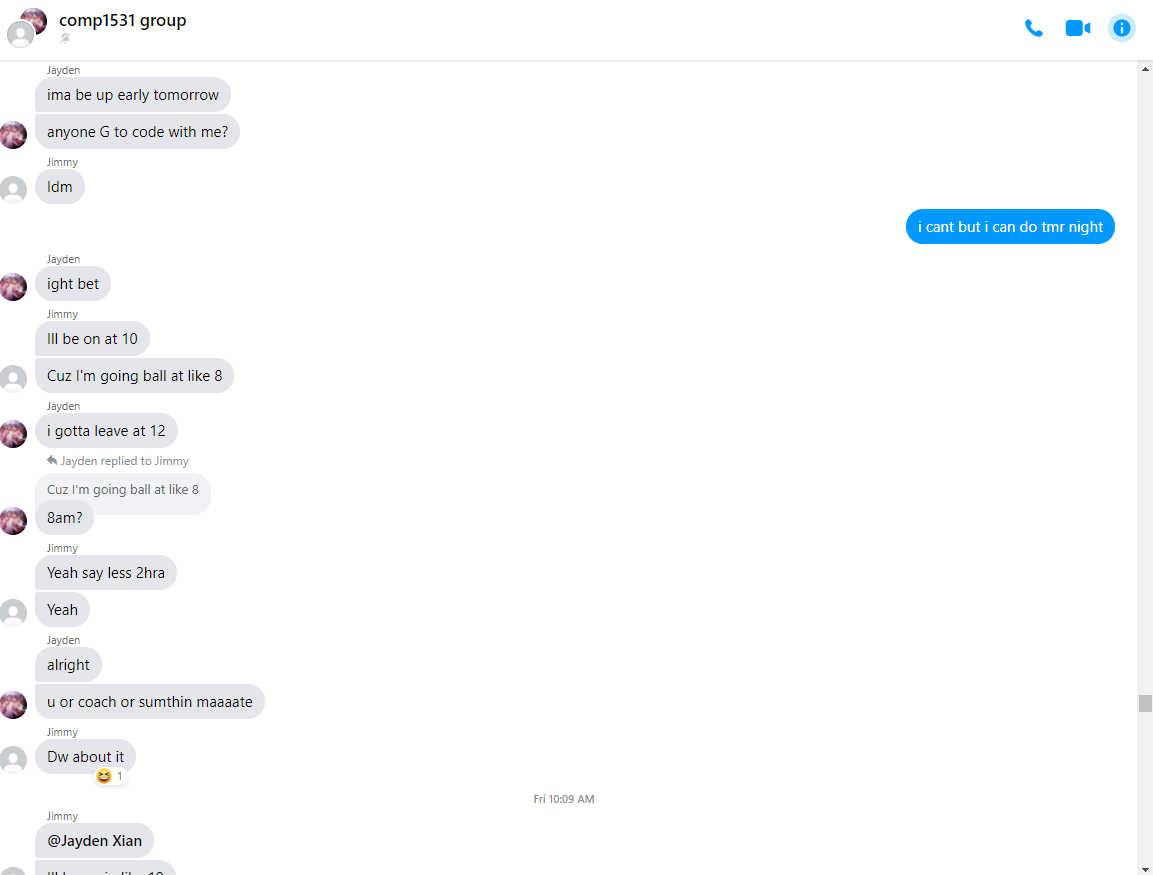 comp1531 group
Jayden
ima be up early tomorrow
anyone G to code with me?
Jimmy
Idm
i cant but i can do tmr night
Jayden
ight bet
Jimmy
Ill be on at 10
Cuz I'm going ball at like 8
Jayden
i gotta leave at 12
Jayden replied to Jimmy
Cuz I'm going ball at like 8
8am?
Jimmy
Yeah say less 2hra
Yeah
Jayden
alright
u or coach or sumthin maaaate
Jimmy
Dw about it
1
Fri 10:09 AM
Jimmy
@Jayden Xian